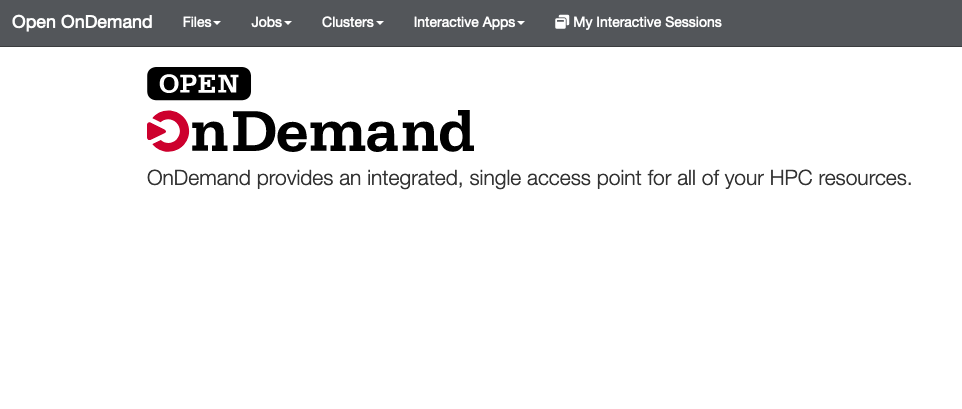 Open OnDemand Files Jobs Clusters Interactive Apps My Interactive Sessions
OPEN
OnDemand
OnDemand provides an integrated, single access point for all of your HPC resources.